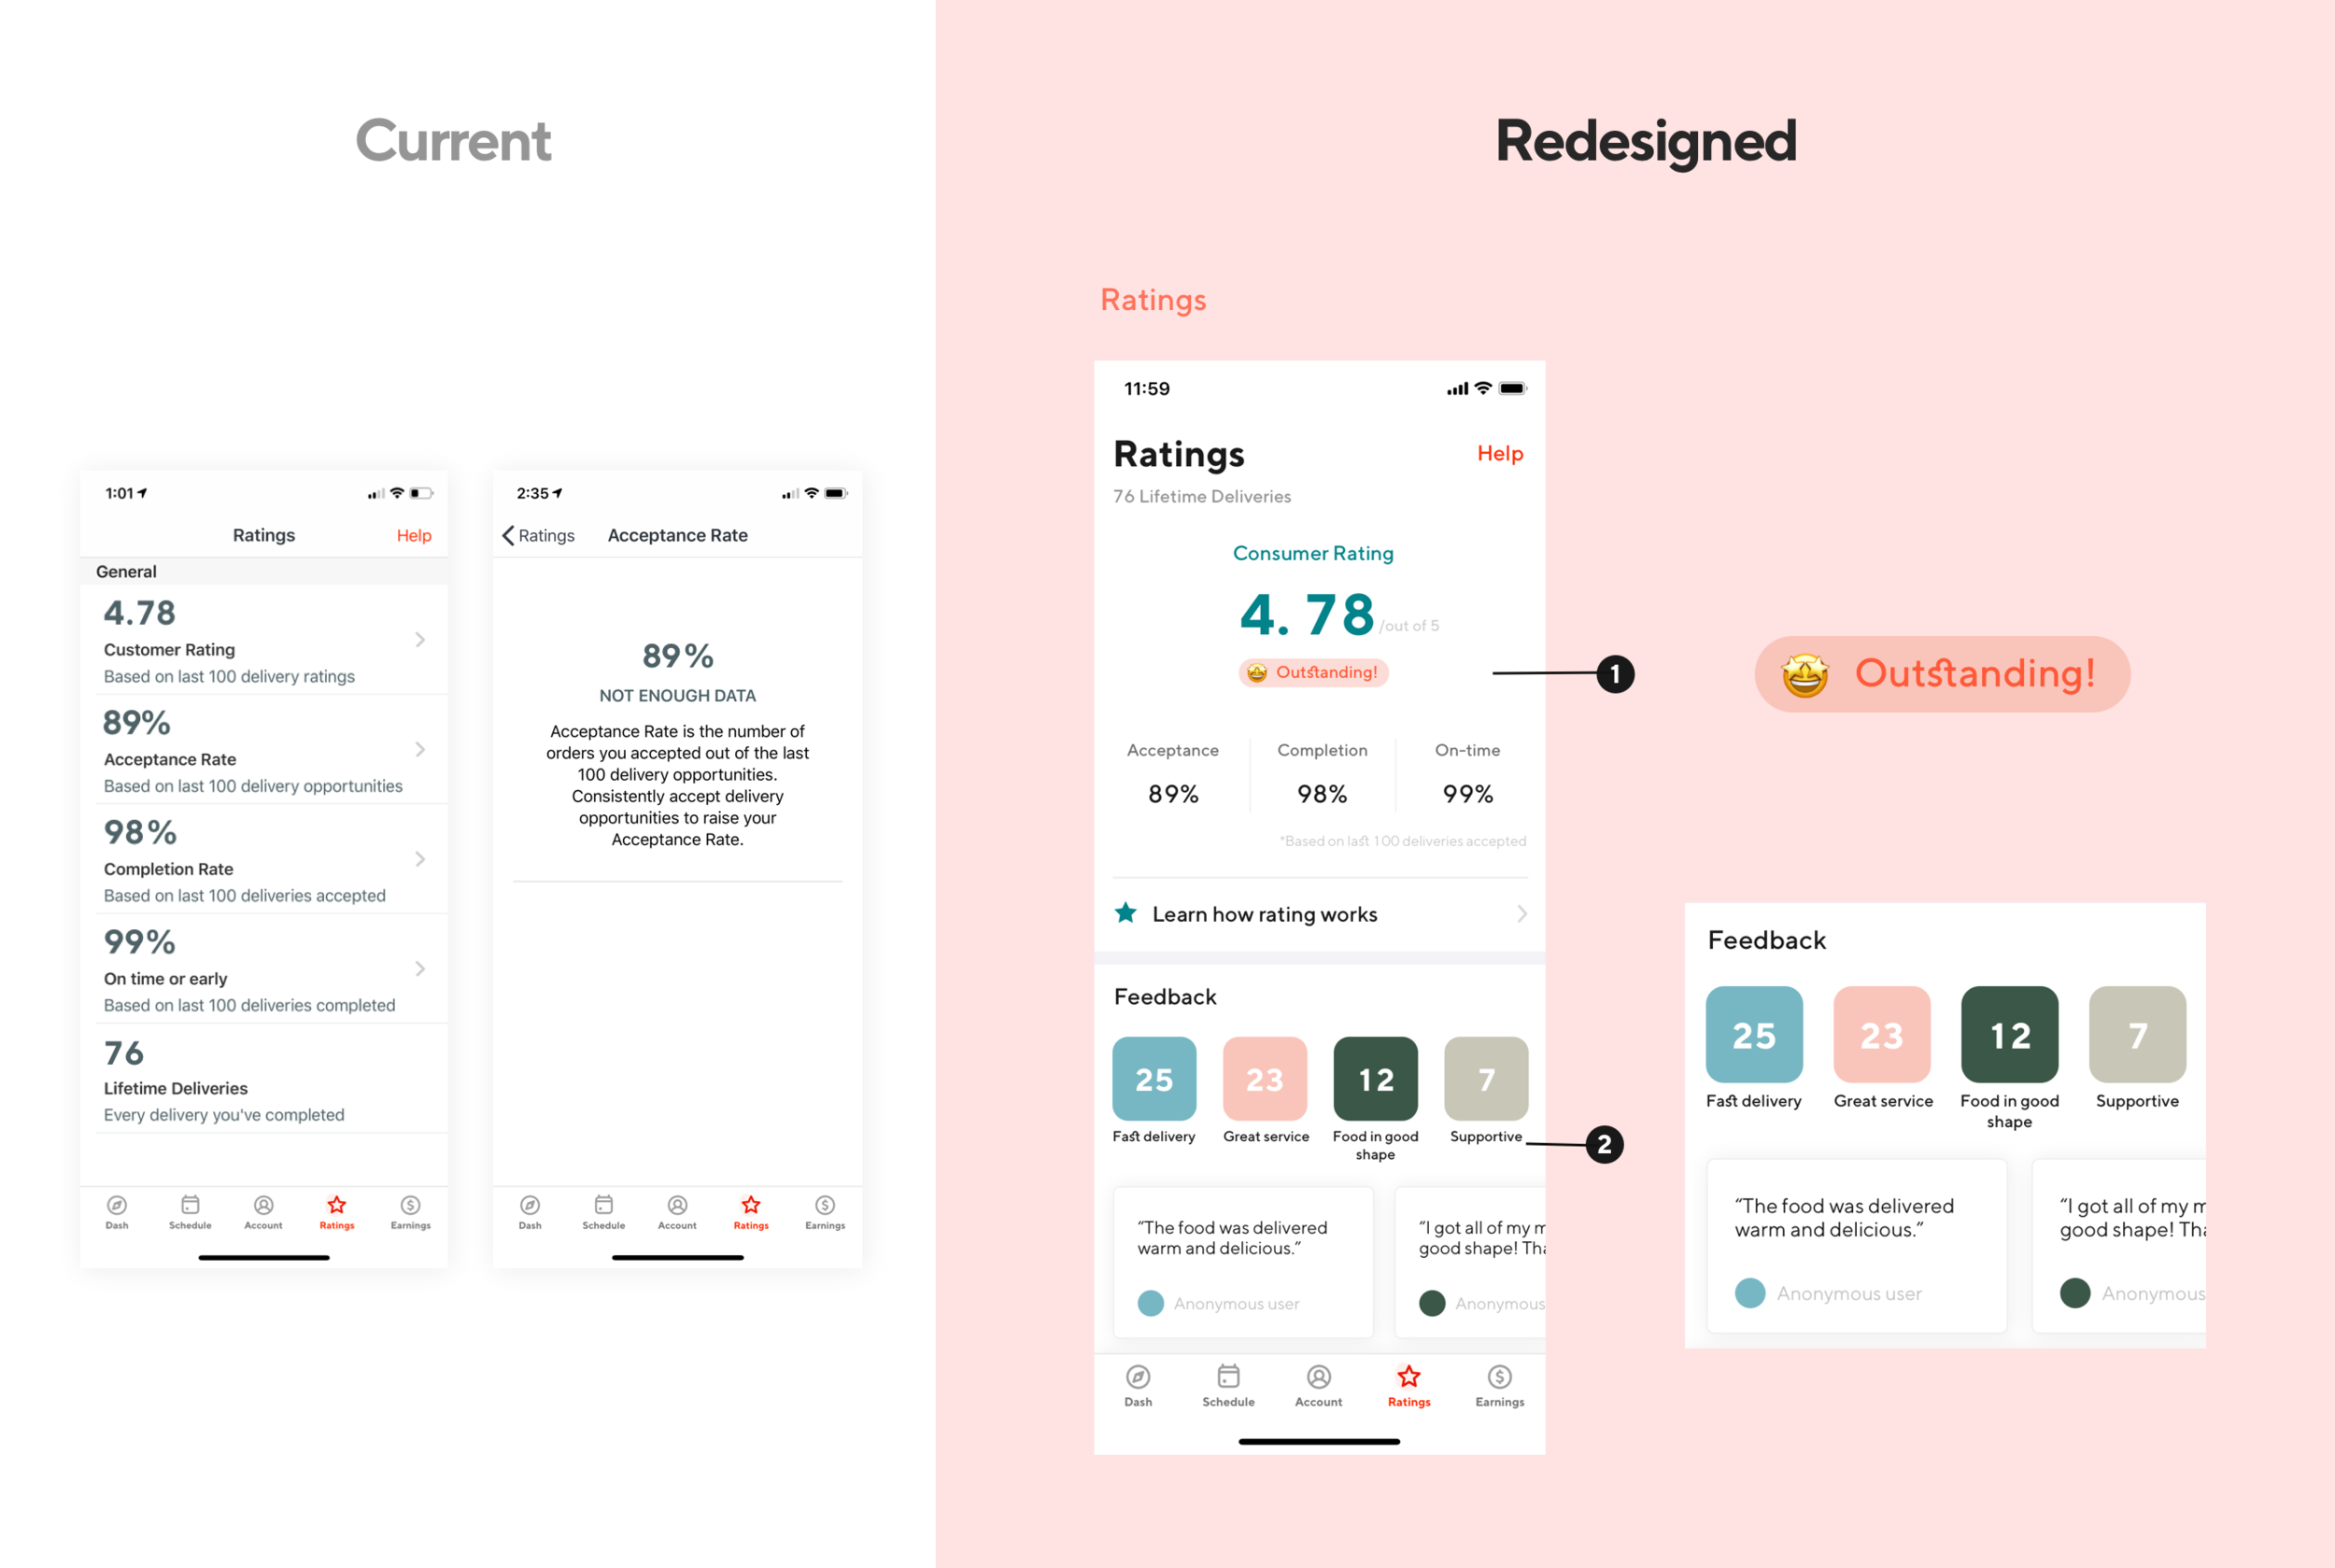 Current
1:01
Ratings
Help
General
4.78
Customer Rating
Based on last 100 delivery ratings
89%
Acceptance Rate
Based on last 100 delivery opportunities
98%
Completion Rate
Based on last 100 deliveries accepted
99%
On time or early
Based on last 100 deliveries completed
76
Lifetime Deliveries
Every delivery you've completed
Dash Schedule Account Ratings Earnings
2:35
Ratings Acceptance Rate
89%
NOT ENOUGH DATA
Acceptance Rate is the number of
orders you accepted out of the last
100 delivery opportunities.
Consistently accept delivery
opportunities to raise your
Acceptance Rate.
Dash Schedule Account Ratings Earnings
Redesigned
Ratings
11:59
Ratings
Help
76 Lifetime Deliveries
Consumer Rating
4. 78 /out of 5
Outstanding!
Acceptance Completion On-time
89% 98% 99%
*Based on last 100 deliveries accepted
Learn how rating works
Feedback
25 23 12 7
Fast delivery Great service Food in good Supportive
shape
“The food was delivered
warm and delicious.”
Anonymous user
“I got all of my m
good shape! Tha
Anonymous
Dash Schedule Account Ratings Earnings
1
Outstanding!
2
Feedback
25 23 12 7
Fast delivery Great service Food in good Supportive
shape
“The food was delivered
warm and delicious.”
Anonymous user
“I got all of my m
good shape! Tha
Anonymous